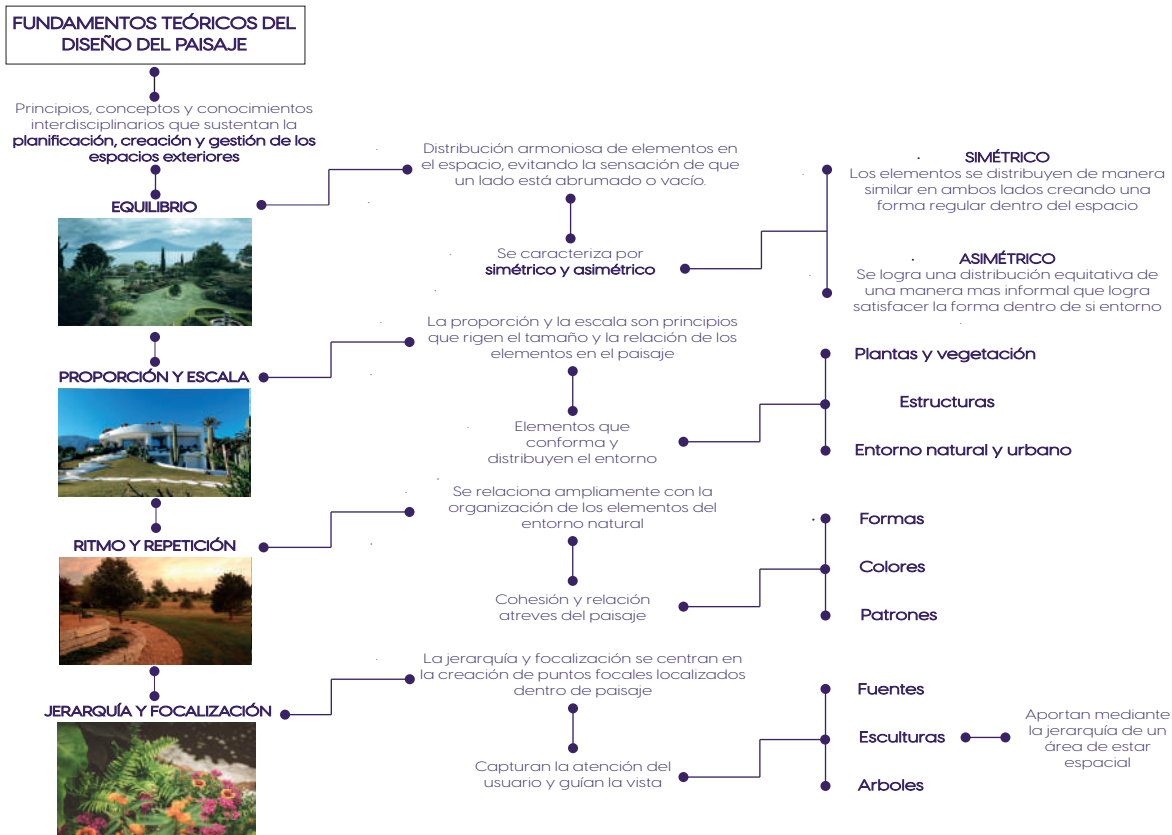 FUNDAMENTOS TEÓRICOS DEL
DISEÑO DEL PAISAJE
Principios, conceptos y conocimientos
interdisciplinarios que sustentan la
planificación, creación y gestión de los
espacios exteriores
EQUILIBRIO
Distribución armoniosa de elementos en
el espacio, evitando la sensación de que
un lado está abrumado o vacío.
Se caracteriza por
simétrico y asimétrico
SIMÉTRICO
Los elementos se distribuyen de manera
similar en ambos lados creando una
forma regular dentro del espacio
ASIMÉTRICO
Se logra una distribución equitativa de
una manera mas informal que logra
satisfacer la forma dentro de si entorno
PROPORCIÓN Y ESCALA
La proporción y la escala son principios
que rigen el tamaño y la relación de los
elementos en el paisaje
Elementos que
conforma y
distribuyen el entorno
Plantas y vegetación
Estructuras
Entorno natural y urbano
RITMO Y REPETICIÓN
Se relaciona ampliamente con la
organización de los elementos del
entorno natural
Cohesión y relación
atreves del paisaje
Formas
Colores
Patrones
JERARQUÍA Y FOCALIZACIÓN
La jerarquía y focalización se centran en
la creación de puntos focales localizados
dentro de paisaje
Capturan la atención del
usuario y guían la vista
Fuentes
Esculturas
Arboles
Aportan mediante
la jerarquía de un
área de estar
espacial